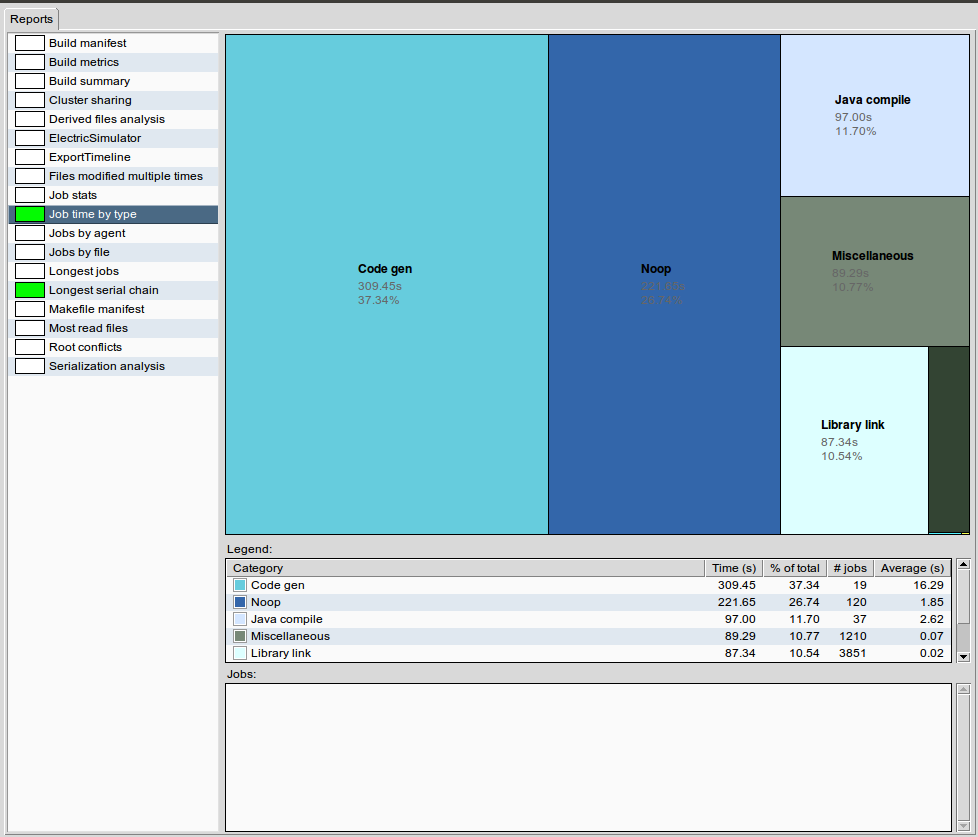 Reports
Build manifest
Build metrics
Build summary
Cluster sharing
Derived files analysis
ElectricSimulator
ExportTimeline
Files modified multiple times
Job stats
Job time by type
Jobs by agent
Jobs by file
Longest jobs
Longest serial chain
Makefile manifest
Most read files
Root conflicts
Serialization analysis
Code gen
309.45s
37.34%
Noop
221.65s
26.74%
Java compile
97.00s
11.70%
Miscellaneous
89.29s
10.77%
Library link
87.34s
10.54%
Legend:
Category Time (s) % of total # jobs Average (s)
Code gen 309.45 37.34 19 16.29
Noop 221.65 26.74 120 1.85
Java compile 97.00 11.70 37 2.62
Miscellaneous 89.29 10.77 1210 0.07
Library link 87.34 10.54 3851 0.02
Jobs: